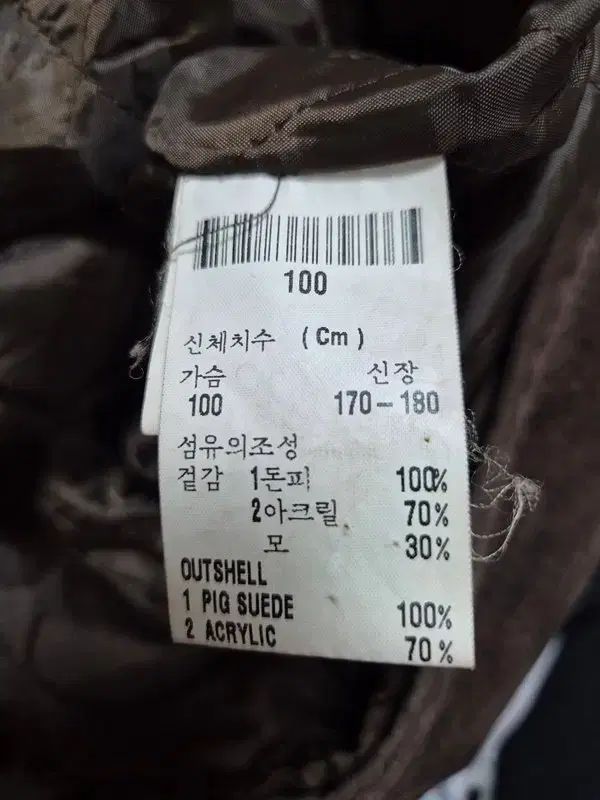 100
신체치수 (Cm)
가슴 신장
100 170-180
섬유의조성
겉감 1돈피 100%
2아크릴 70%
모 30%
OUTSHELL
1 PIG SUEDE 100%
2 ACRYLIC 70%